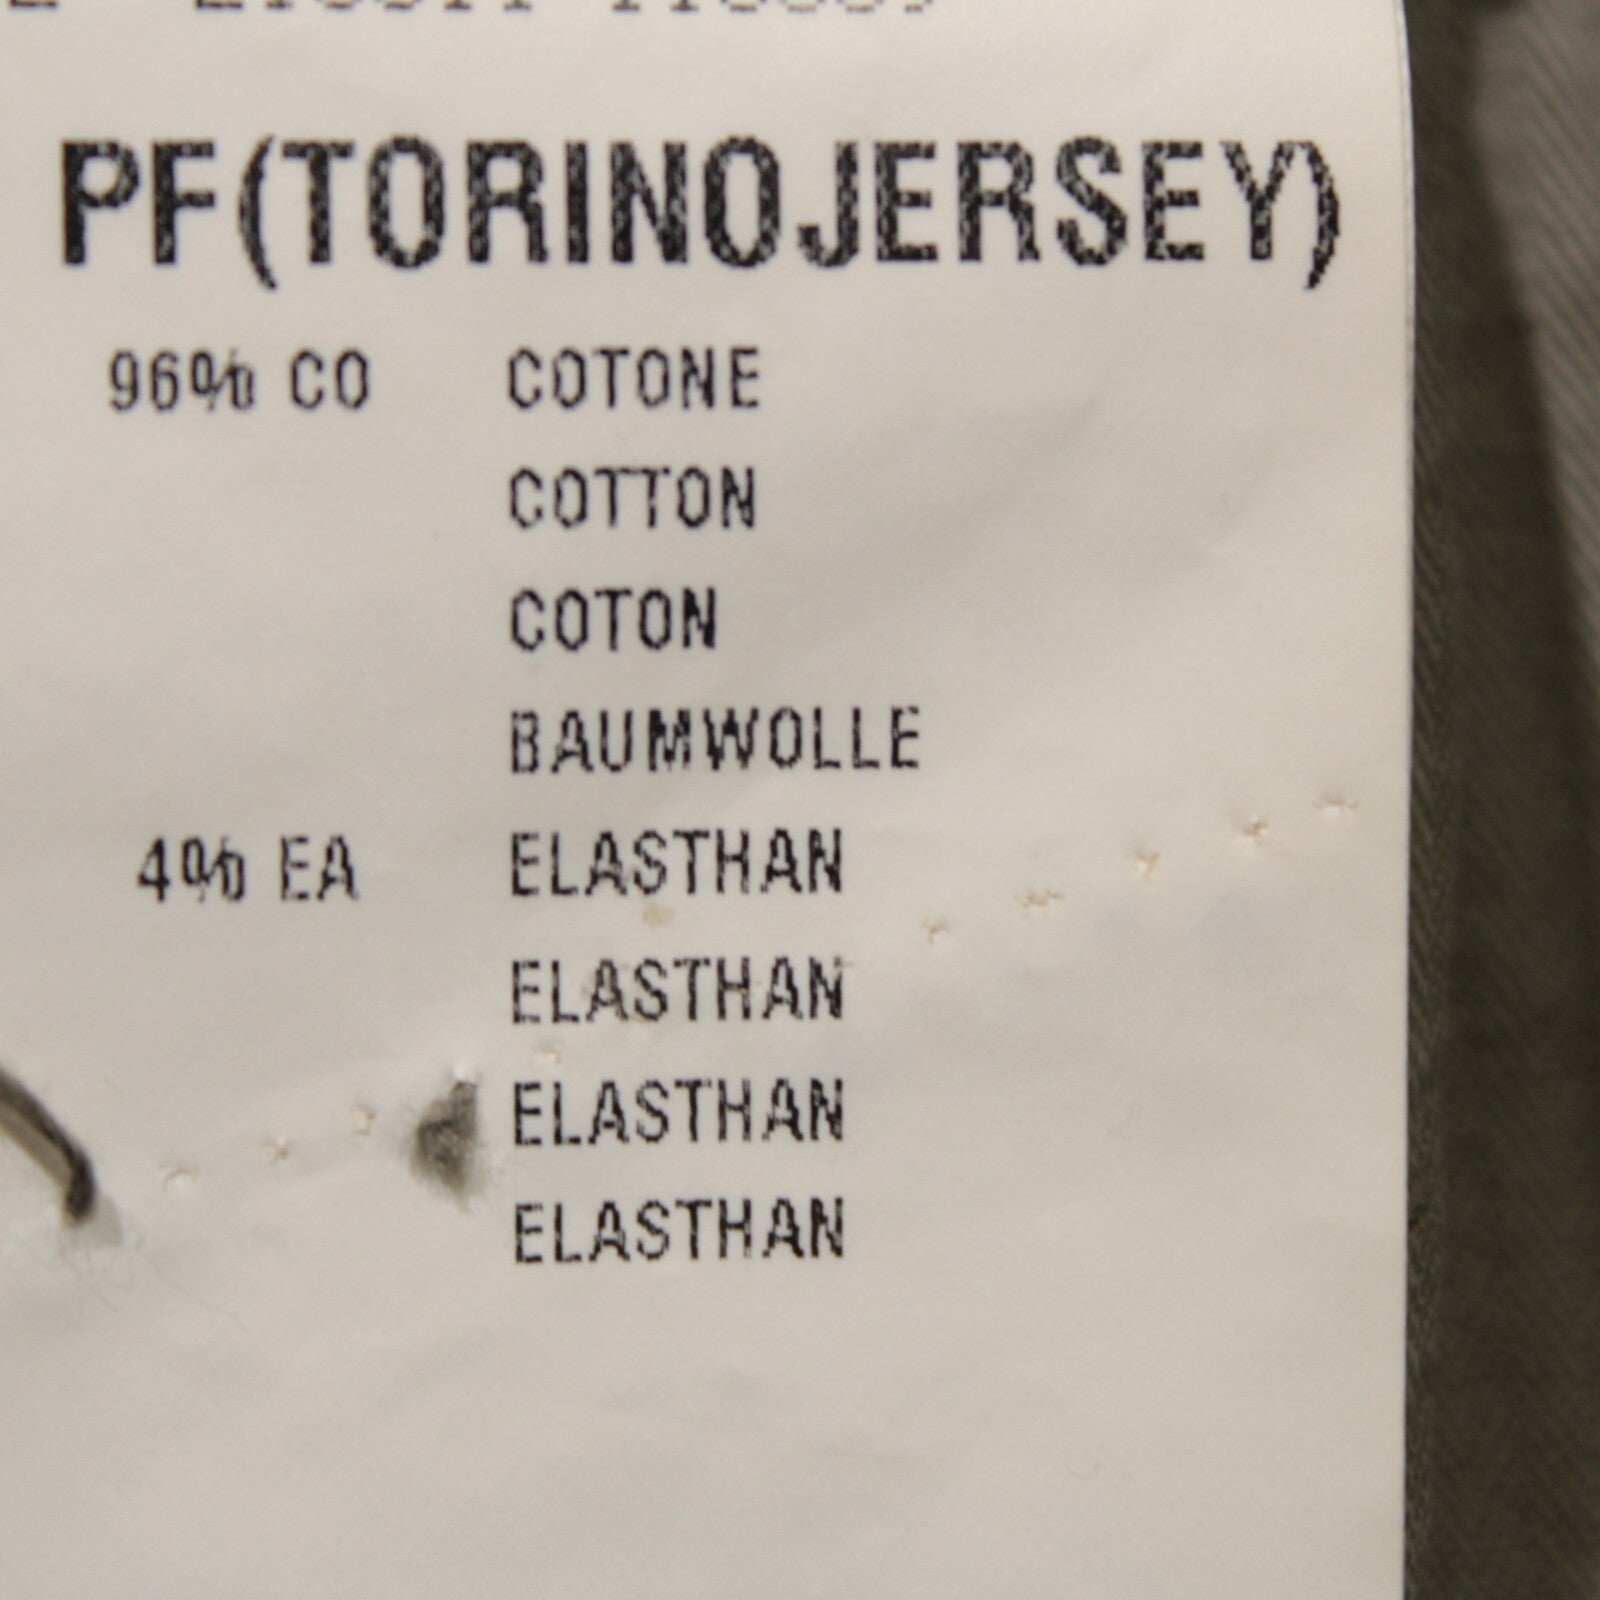 PF(TORINOJERSEY)
96% CO COTONE
COTTON
COTON
BAUMWOLLE
4% EA ELASTHAN
ELASTHAN
ELASTHAN
ELASTHAN